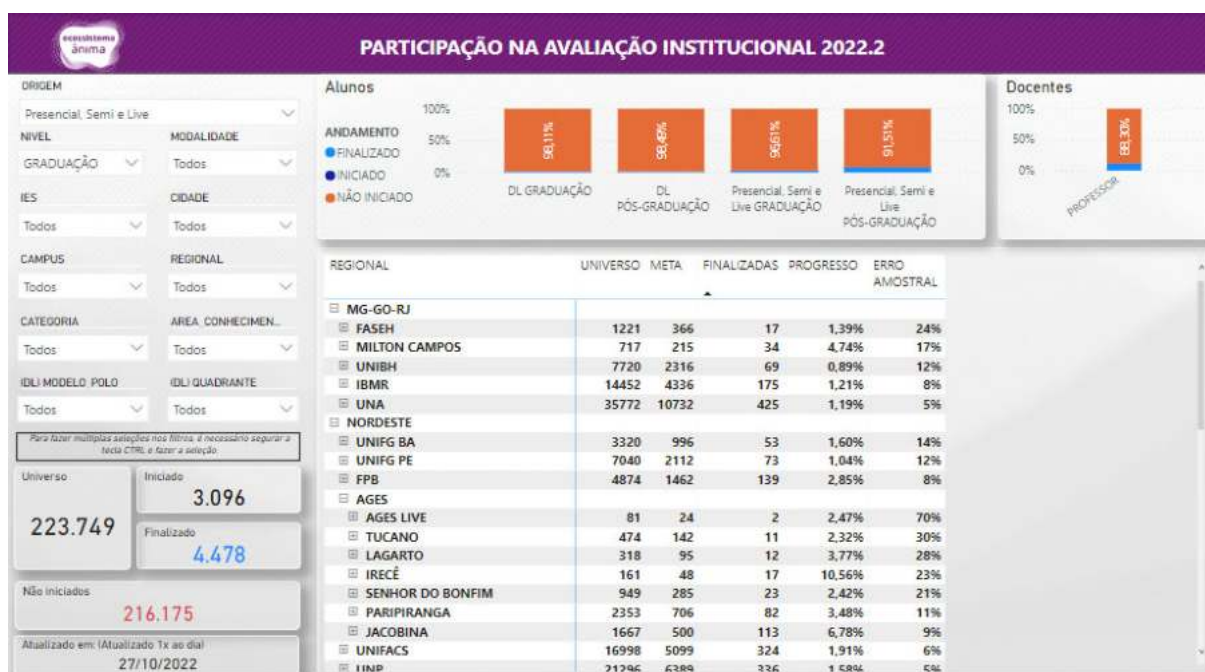 ecossistema
ânima
PARTICIPAÇÃO NA AVALIAÇÃO INSTITUCIONAL 2022.2
ORIGEM
Presencial, Semi e Live
NIVEL MODALIDADE
GRADUAÇÃO Todos
IES CIDADE
Todos Todos
CAMPUS REGIONAL
Todos Todos
CATEGORIA AREA_CONHECIMEN...
Todos Todos
(DL) MODELO_POLO (DL) QUADRANTE
Todos Todos
Para fazer múltiplas seleções nos filtros, é necessário segurar a
tecla CTRL e fazer a seleção.
Universo
223.749
Iniciado
3.096
Finalizado
4.478
Não iniciados
216.175
Atualizado em: (Atualizado 1x ao dia)
27/10/2022
Alunos
ANDAMENTO
FINALIZADO
INICIADO
NÃO INICIADO
100%
50%
0%
98,11% 98,48% 96,61% 91,51%
DL GRADUAÇÃO
DL
PÓS-GRADUAÇÃO
Presencial, Semi e
Live GRADUAÇÃO
Presencial, Semi e
Live
PÓS-GRADUAÇÃO
Docentes
100%
50%
0%
88,30%
PROFESSOR
REGIONAL UNIVERSO META FINALIZADAS PROGRESSO ERRO
AMOSTRAL
MG-GO-RJ
FASEH 1221 366 17 1,39% 24%
MILTON CAMPOS 717 215 34 4,74% 17%
UNIBH 7720 2316 69 0,89% 12%
IBMR 14452 4336 175 1,21% 8%
UNA 35772 10732 425 1,19% 5%
NORDESTE
UNIFG BA 3320 996 53 1,60% 14%
UNIFG PE 7040 2112 73 1,04% 12%
FPB 4874 1462 139 2,85% 8%
AGES
AGES LIVE 81 24 2 2,47% 70%
TUCANO 474 142 11 2,32% 30%
LAGARTO 318 95 12 3,77% 28%
IRECÊ 161 48 17 10,56% 23%
SENHOR DO BONFIM 949 285 23 2,42% 21%
PARIPIRANGA 2353 706 82 3,48% 11%
JACOBINA 1667 500 113 6,78% 9%
UNIFACS 16998 5099 324 1,91% 6%
UNP 21296 6389 336 1,58% 5%